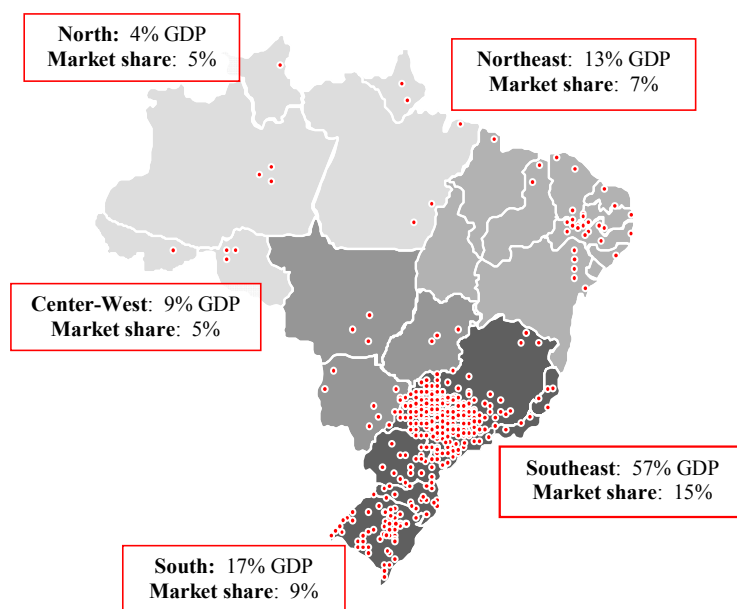 North: 4% GDP
Market share: 5%
Northeast: 13% GDP
Market share: 7%
Center-West: 9% GDP
Market share: 5%
Southeast: 57% GDP
Market share: 15%
South: 17% GDP
Market share: 9%